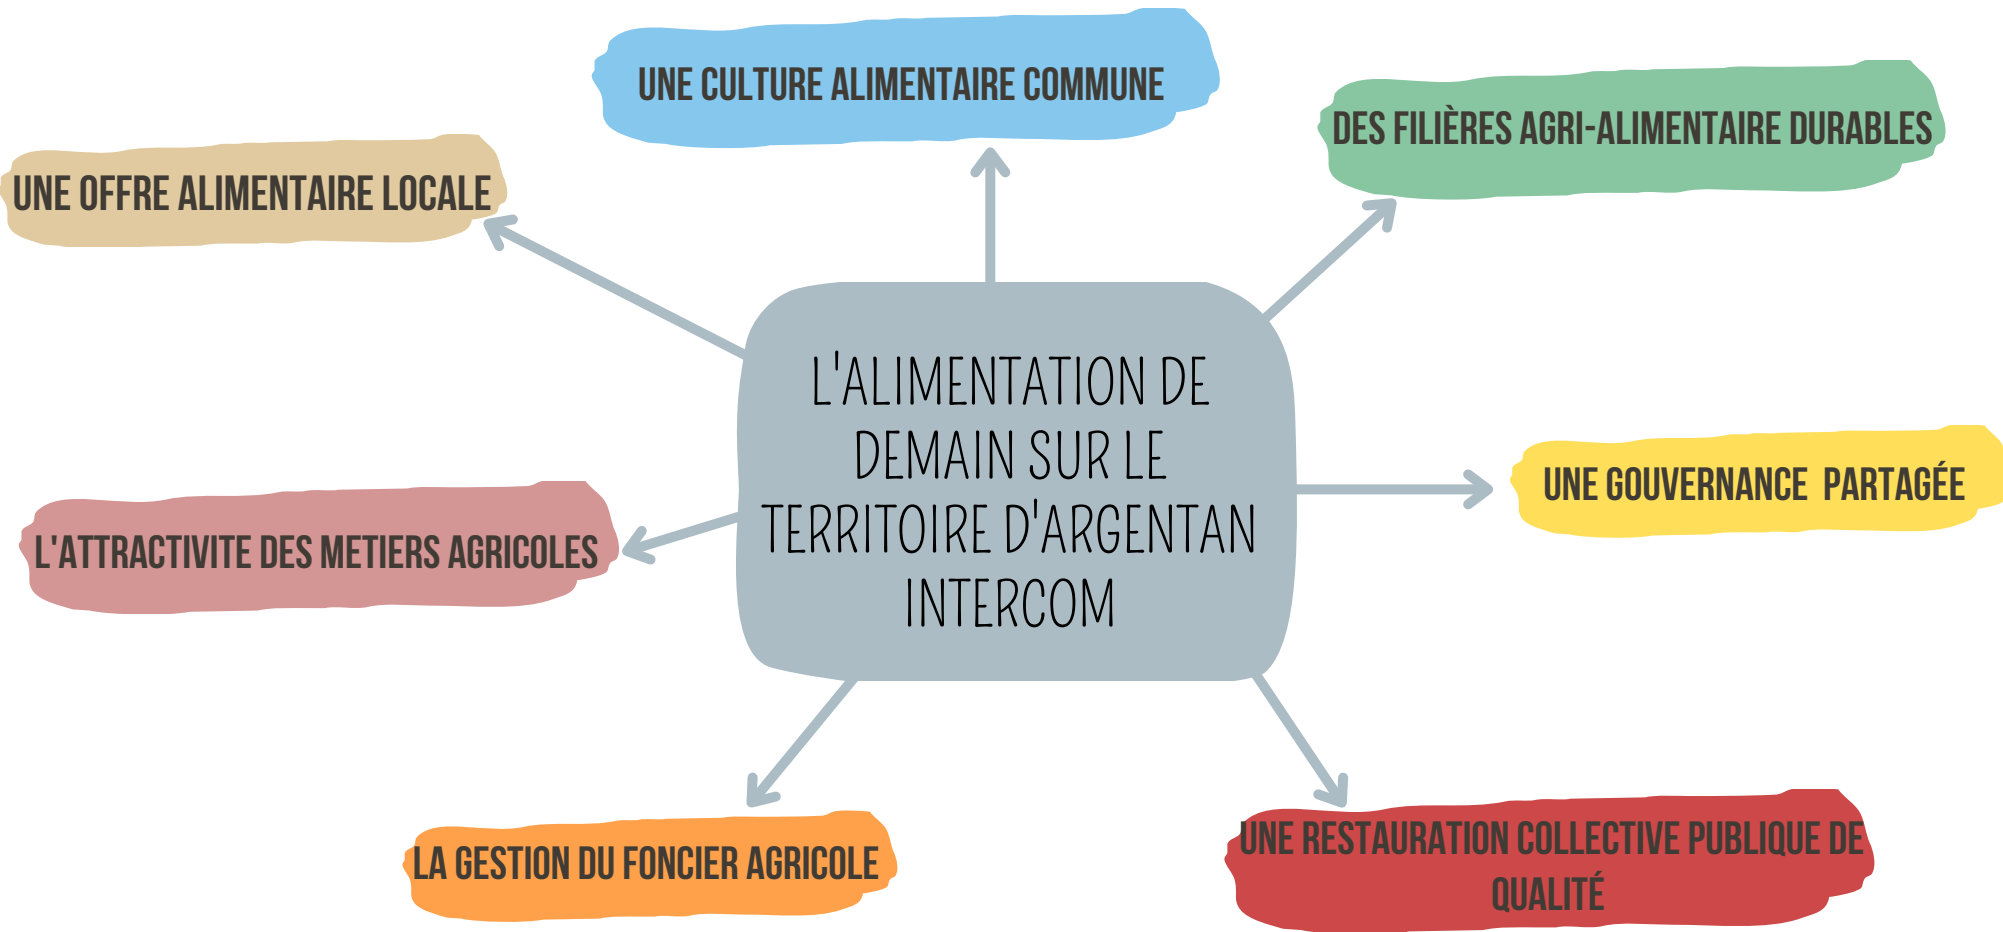 UNE CULTURE ALIMENTAIRE COMMUNE
DES FILIÈRES AGRI-ALIMENTAIRE DURABLES
UNE OFFRE ALIMENTAIRE LOCALE
L'ALIMENTATION DE
DEMAIN SUR LE
TERRITOIRE D'ARGENTAN
INTERCOM
UNE GOUVERNANCE PARTAGÉE
L'ATTRACTIVITE DES METIERS AGRICOLES
LA GESTION DU FONCIER AGRICOLE
UNE RESTAURATION COLLECTIVE PUBLIQUE DE
QUALITÉ